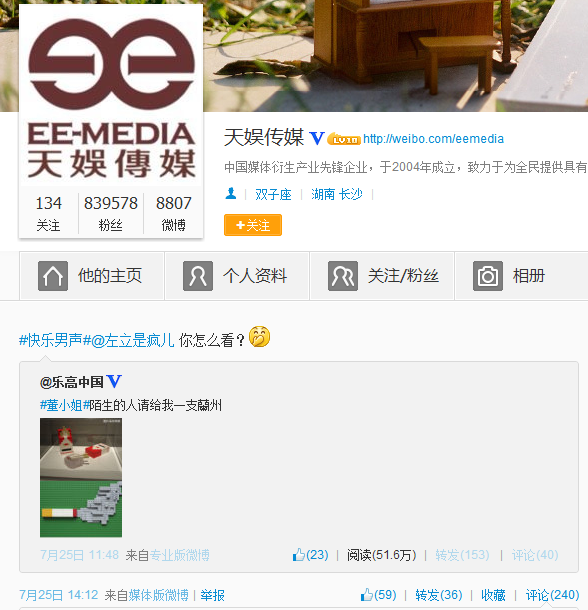 EE-MEDIA
天娱傳媒
134 839578 8807
关注 粉丝 微博
天娱传媒 V LV10 http://weibo.com/eemedia
中国媒体衍生产业先锋企业，于2004年成立，致力于为全民提供具有
双子座 | 湖南 长沙
+关注
他的主页 个人资料 关注/粉丝 相册
#快乐男声#@左立是疯儿 你怎么看？
@乐高中国 V
#董小姐#陌生的人请给我一支蘭州
7月25日 11:48 来自专业版微博 (23) | 阅读(51.6万) | 转发(153) | 评论(40)
7月25日 14:12 来自媒体版微博 | 举报 (59) | 转发(36) | 收藏 | 评论(240)